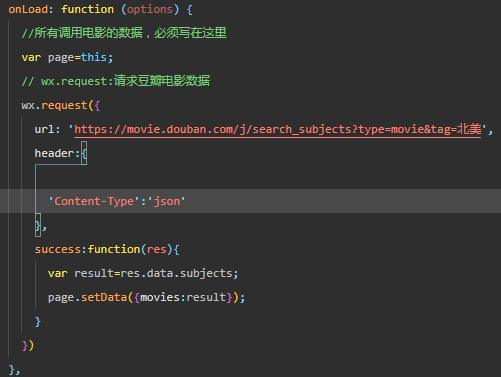 onLoad: function (options) {
//所有调用电影的数据，必须写在这里
var page=this;
// wx.request:请求豆瓣电影数据
wx.request({
url: 'https://movie.douban.com/j/search_subjects?type=movie&tag=北美',
header:{
'Content-Type':'json'
},
success:function(res){
var result=res.data.subjects;
page.setData({movies:result});
}
})
},